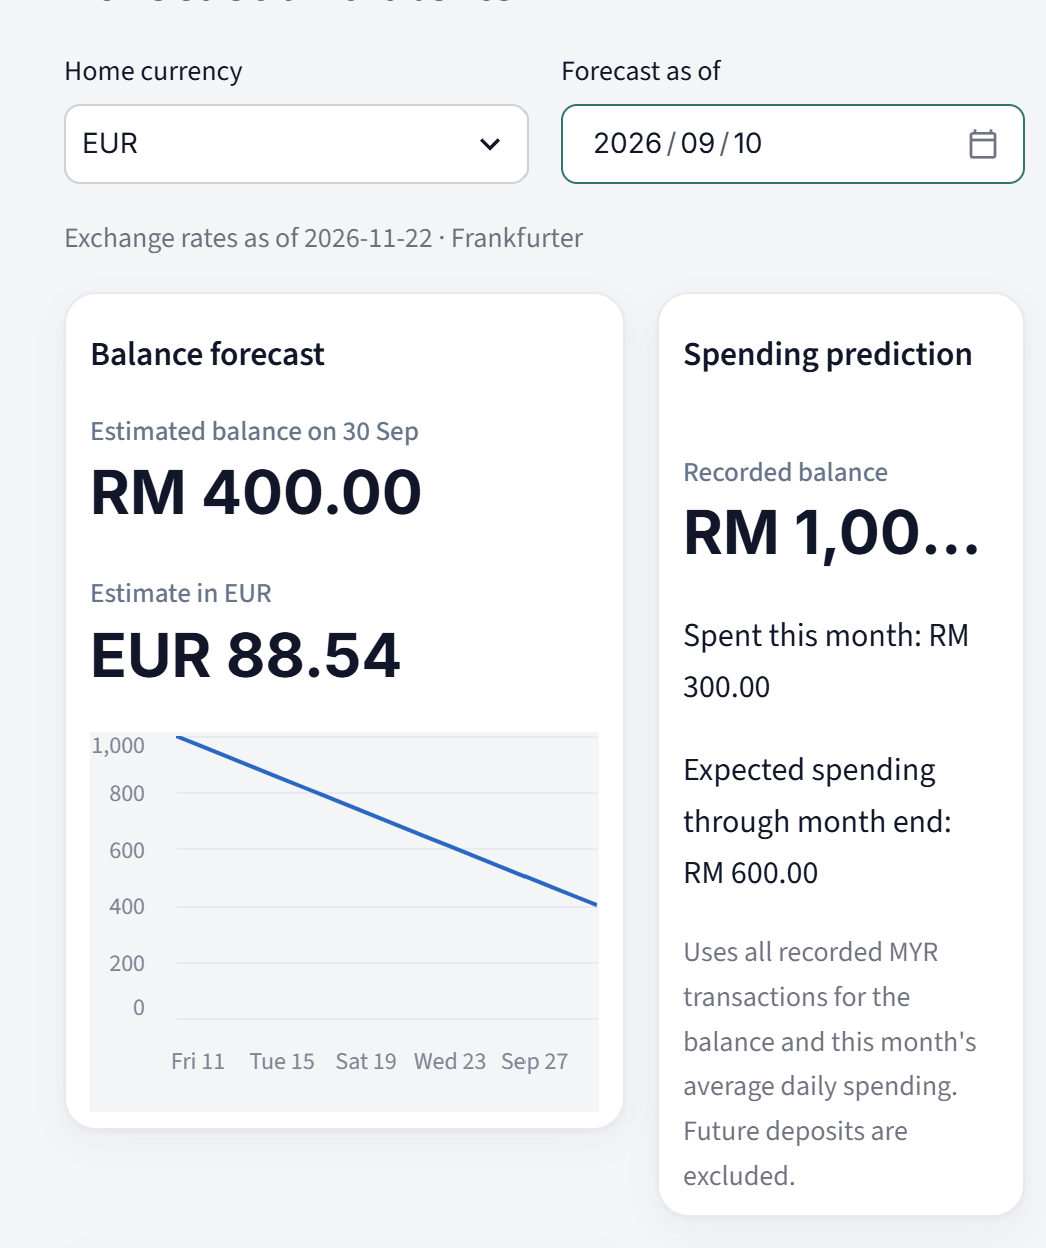 Home currency
Forecast as of
EUR
2026/09/10
Exchange rates as of 2026-11-22 · Frankfurter
Balance forecast
Estimated balance on 30 Sep
RM 400.00
Estimate in EUR
EUR 88.54
1,000
800
600
400
200
0
Fri 11 Tue 15 Sat 19 Wed 23 Sep 27
Spending prediction
Recorded balance
RM 1,00...
Spent this month: RM
300.00
Expected spending
through month end:
RM 600.00
Uses all recorded MYR
transactions for the
balance and this month's
average daily spending.
Future deposits are
excluded.